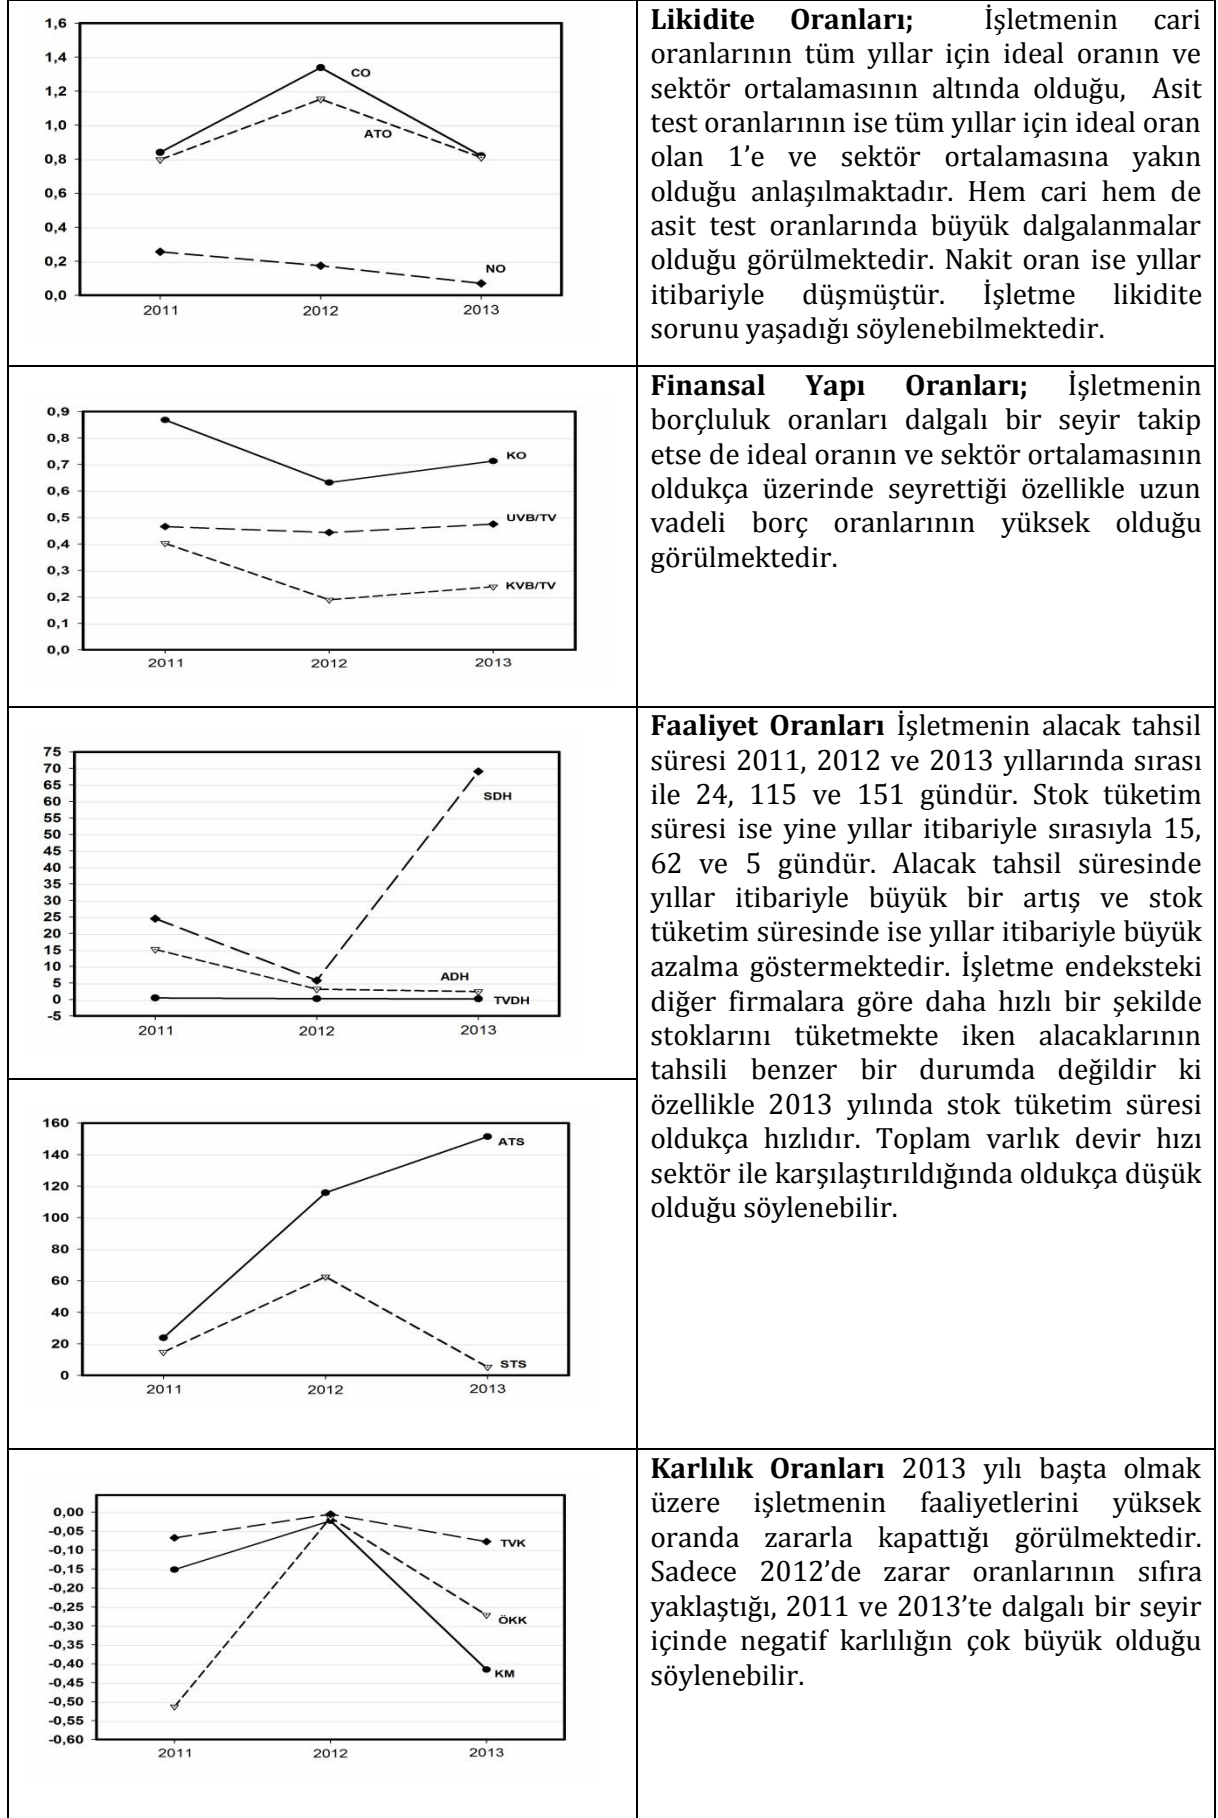 1,6
1,4
1,2
1,0
0,8
0,6
0,4
0,2
0,0
CO
ATO
NO
2011 2012 2013
Likidite Oranları; İşletmenin cari
oranlarının tüm yıllar için ideal oranın ve
sektör ortalamasının altında olduğu, Asit
test oranlarının ise tüm yıllar için ideal oran
olan 1’e ve sektör ortalamasına yakın
olduğu anlaşılmaktadır. Hem cari hem de
asit test oranlarında büyük dalgalanmalar
olduğu görülmektedir. Nakit oran ise yıllar
itibariyle düşmüştür. İşletme likidite
sorunu yaşadığı söylenebilmektedir.
0,9
0,8
0,7
0,6
0,5
0,4
0,3
0,2
0,1
0,0
KO
UVB/TV
KVB/TV
2011 2012 2013
Finansal Yapı Oranları; İşletmenin
borçluluk oranları dalgalı bir seyir takip
etse de ideal oranın ve sektör ortalamasının
oldukça üzerinde seyrettiği özellikle uzun
vadeli borç oranlarının yüksek olduğu
görülmektedir.
75
70
65
60
55
50
45
40
35
30
25
20
15
10
5
0
-5
SDH
ADH
TVDH
2011 2012 2013
160
140
120
100
80
60
40
20
0
ATS
STS
2011 2012 2013
Faaliyet Oranları İşletmenin alacak tahsil
süresi 2011, 2012 ve 2013 yıllarında sırası
ile 24, 115 ve 151 gündür. Stok tüketim
süresi ise yine yıllar itibariyle sırasıyla 15,
62 ve 5 gündür. Alacak tahsil süresinde
yıllar itibariyle büyük bir artış ve stok
tüketim süresinde ise yıllar itibariyle büyük
azalma göstermektedir. İşletme endeksteki
diğer firmalara göre daha hızlı bir şekilde
stoklarını tüketmekte iken alacaklarının
tahsili benzer bir durumda değildir ki
özellikle 2013 yılında stok tüketim süresi
oldukça hızlıdır. Toplam varlık devir hızı
sektör ile karşılaştırıldığında oldukça düşük
olduğu söylenebilir.
0,00
-0,05
-0,10
-0,15
-0,20
-0,25
-0,30
-0,35
-0,40
-0,45
-0,50
-0,55
-0,60
TVK
ÖKK
KM
2011 2012 2013
Karlılık Oranları 2013 yılı başta olmak
üzere işletmenin faaliyetlerini yüksek
oranda zararla kapattığı görülmektedir.
Sadece 2012’de zarar oranlarının sıfıra
yaklaştığı, 2011 ve 2013’te dalgalı bir seyir
içinde negatif karlılığın çok büyük olduğu
söylenebilir.